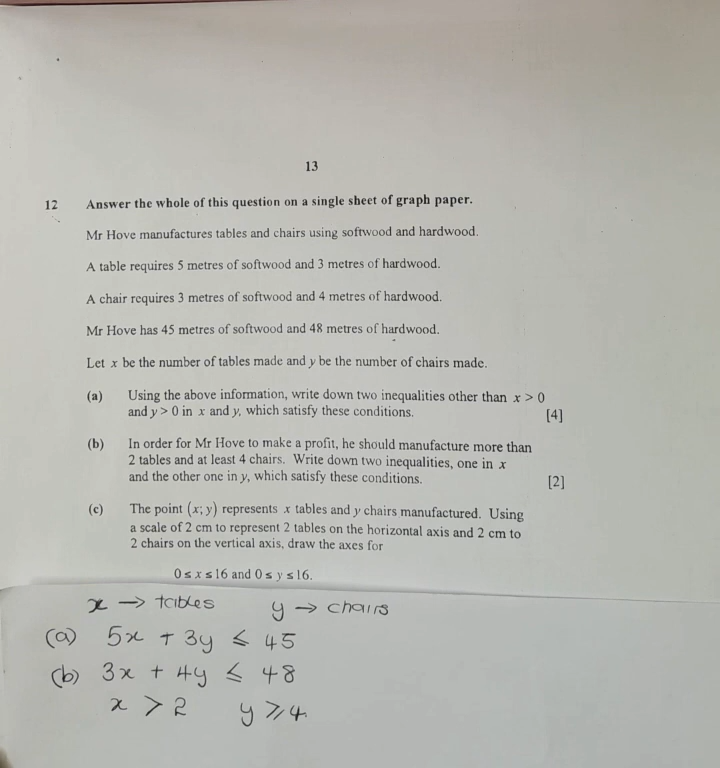 13
12 Answer the whole of this question on a single sheet of graph paper.
Mr Hove manufactures tables and chairs using softwood and hardwood.
A table requires 5 metres of softwood and 3 metres of hardwood.
A chair requires 3 metres of softwood and 4 metres of hardwood.
Mr Hove has 45 metres of softwood and 48 metres of hardwood.
Let x be the number of tables made and y be the number of chairs made.
(a) Using the above information, write down two inequalities other than x > 0
and y > 0 in x and y, which satisfy these conditions. [4]
(b) In order for Mr Hove to make a profit, he should manufacture more than
2 tables and at least 4 chairs. Write down two inequalities, one in x
and the other one in y, which satisfy these conditions. [2]
(c) The point (x; y) represents x tables and y chairs manufactured. Using
a scale of 2 cm to represent 2 tables on the horizontal axis and 2 cm to
2 chairs on the vertical axis, draw the axes for
0 ≤ x ≤ 16 and 0 ≤ y ≤ 16.
x → tables y → chairs
(a) 5x + 3y ≤ 45
(b) 3x + 4y ≤ 48
x > 2 y ⩾ 4